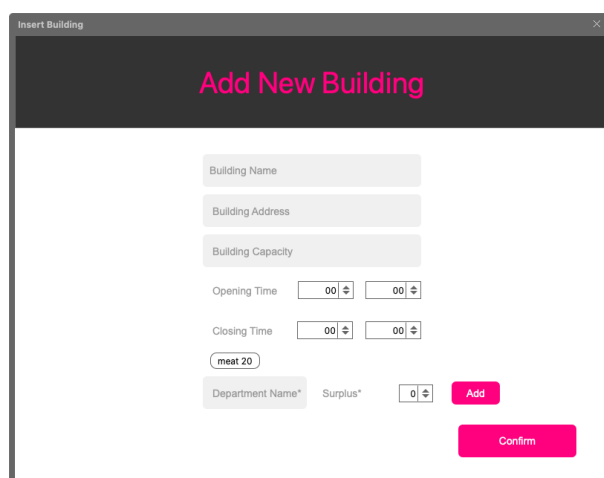 Insert Building
Add New Building
Building Name
Building Address
Building Capacity
Opening Time 00 00
Closing Time 00 00
meat 20
Department Name* Surplus* 0 Add
Confirm